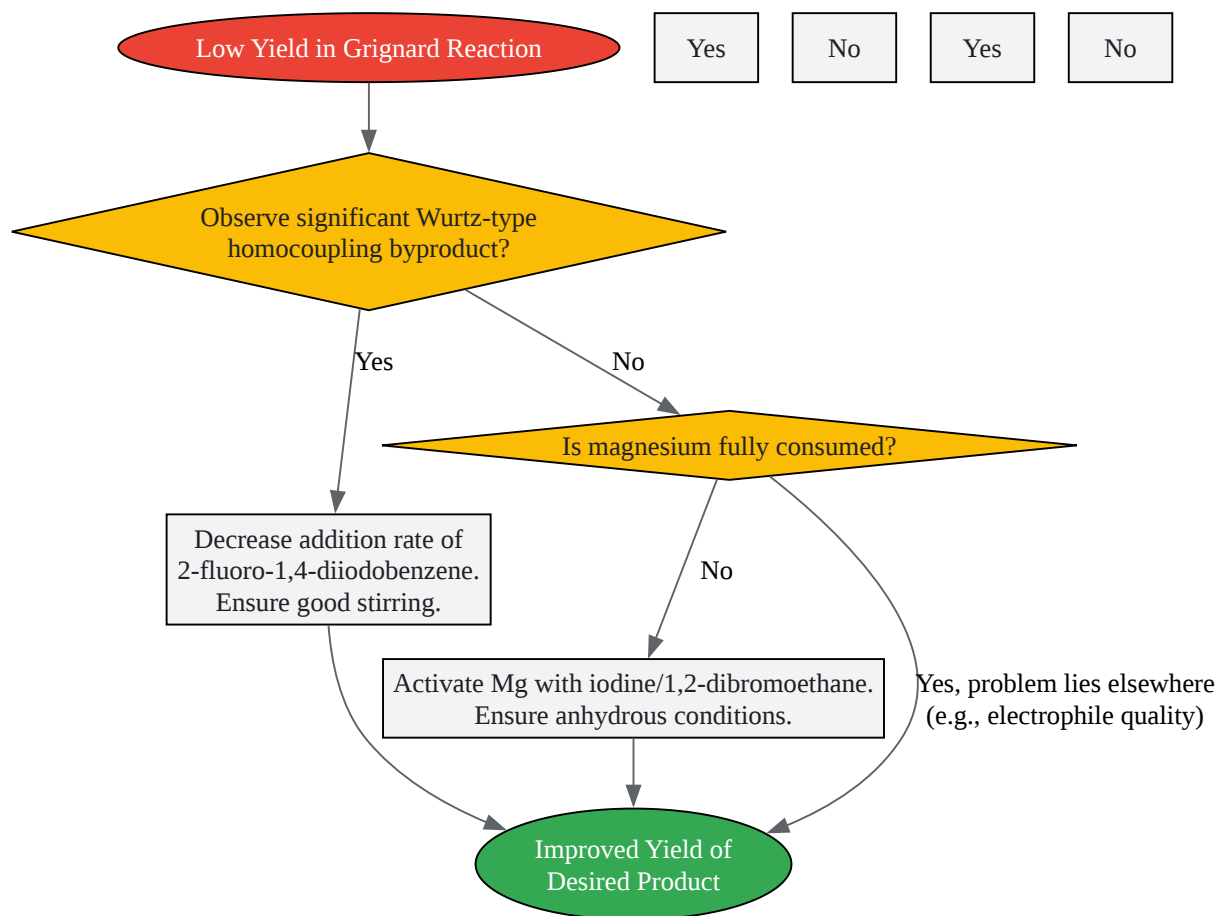 Low Yield in Grignard Reaction
Yes
No
Yes
No
Observe significant Wurtz-type
homocoupling byproduct?
Yes
No
Is magnesium fully consumed?
Decrease addition rate of
2-fluoro-1,4-diiodobenzene.
Ensure good stirring.
No
Activate Mg with iodine/1,2-dibromoethane.
Ensure anhydrous conditions.
Yes, problem lies elsewhere
(e.g., electrophile quality)
Improved Yield of
Desired Product